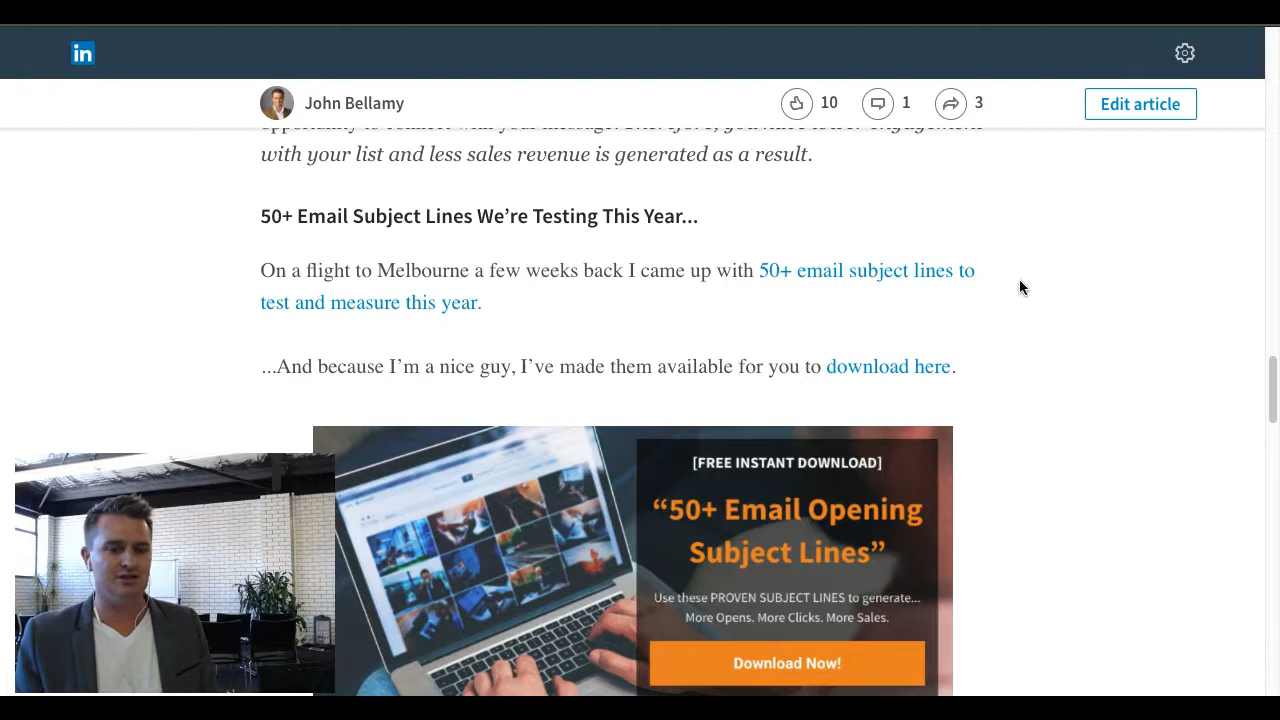 in
John Bellamy
10
1
3
Edit article
with your list and less sales revenue is generated as a result.
50+ Email Subject Lines We’re Testing This Year...
On a flight to Melbourne a few weeks back I came up with 50+ email subject lines to
test and measure this year.
...And because I’m a nice guy, I’ve made them available for you to download here.
[FREE INSTANT DOWNLOAD]
“50+ Email Opening
Subject Lines”
Use these PROVEN SUBJECT LINES to generate...
More Opens. More Clicks. More Sales.
Download Now!